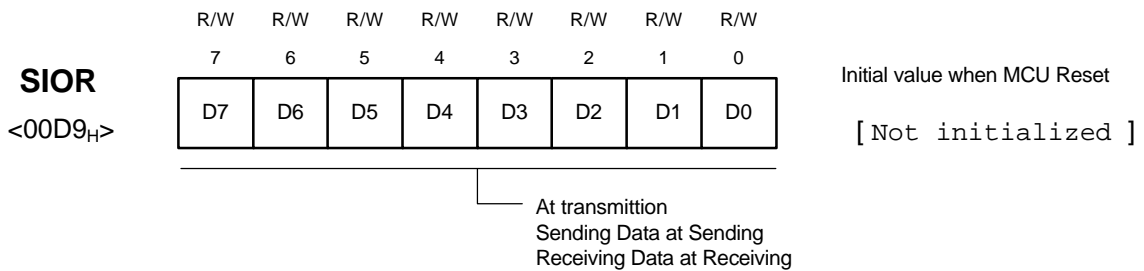 R/W R/W R/W R/W R/W R/W R/W R/W
7 6 5 4 3 2 1 0
SIOR
<00D9H>
D7 D6 D5 D4 D3 D2 D1 D0
Initial value when MCU Reset
[ Not initialized ]
At transmittion
Sending Data at Sending
Receiving Data at Receiving